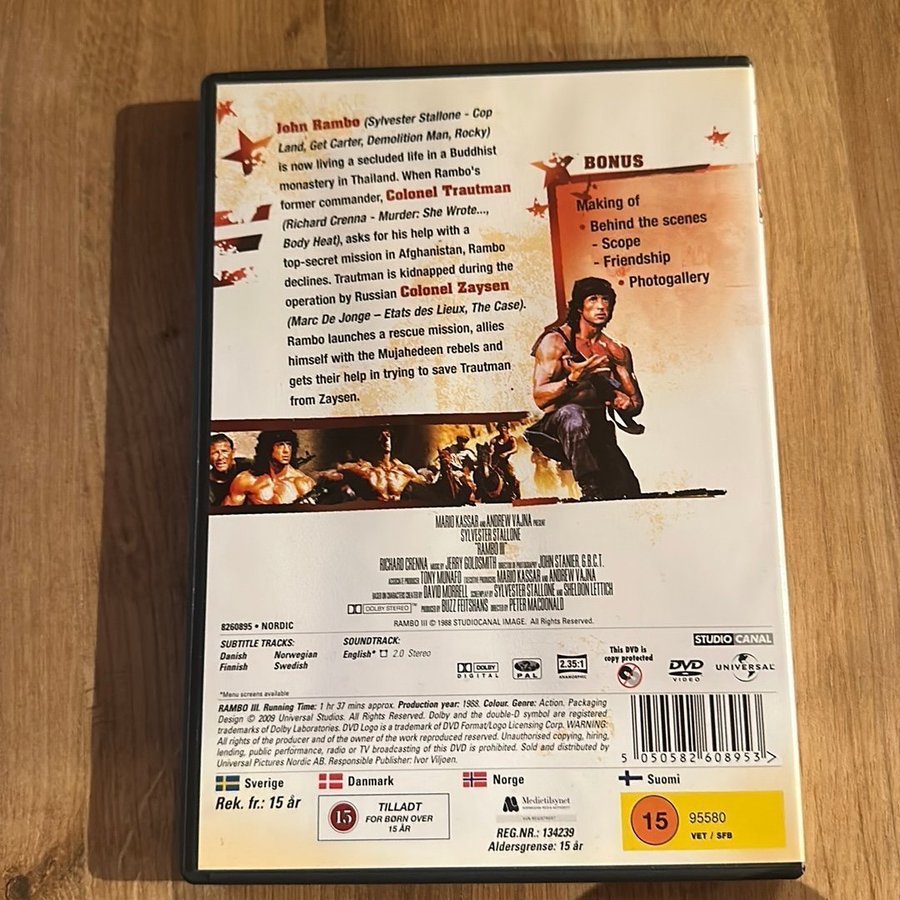 John Rambo (Sylvester Stallone - Cop
Land, Get Carter, Demolition Man, Rocky)
is now living a secluded life in a Buddhist
monastery in Thailand. When Rambo's
former commander, Colonel Trautman
(Richard Crenna - Murder: She Wrote...,
Body Heat), asks for his help with a
top-secret mission in Afghanistan, Rambo
declines. Trautman is kidnapped during the
operation by Russian Colonel Zaysen
(Marc De Jonge – Etats des Lieux, The Case).
Rambo launches a rescue mission, allies
himself with the Mujahedeen rebels and
gets their help in trying to save Trautman
from Zaysen.
BONUS
Making of
• Behind the scenes
- Scope
- Friendship
• Photogallery
MARIO KASSAR AND ANDREW VAJNA PRESENT
SYLVESTER STALLONE
"RAMBO III"
RICHARD CRENNA MUSIC BY JERRY GOLDSMITH DIRECTOR OF PHOTOGRAPHY JOHN STANIER, G.B.C.T.
ASSOCIATE PRODUCER TONY MUNAFO EXECUTIVE PRODUCERS MARIO KASSAR AND ANDREW VAJNA
BASED ON CHARACTERS CREATED BY DAVID MORRELL SCREENPLAY BY SYLVESTER STALLONE AND SHELDON LETTICH
DOLBY STEREO™ PRODUCED BY BUZZ FEITSHANS DIRECTED BY PETER MACDONALD
RAMBO III © 1988 STUDIOCANAL IMAGE. All Rights Reserved.
8260895 • NORDIC
SUBTITLE TRACKS:
Danish Norwegian
Finnish Swedish
SOUNDTRACK:
English* 2.0 Stereo
DOLBY DIGITAL
PAL
2.35:1
ANAMORPHIC
This DVD is
copy protected
DVD VIDEO
STUDIO CANAL
UNIVERSAL
*Menu screens available
RAMBO III. Running Time: 1 hr 37 mins approx. Production year: 1988. Colour. Genre: Action. Packaging
Design © 2009 Universal Studios. All Rights Reserved. Dolby and the double-D symbol are registered
trademarks of Dolby Laboratories. DVD Logo is a trademark of DVD Format/Logo Licensing Corp. WARNING:
All rights of the producer and of the owner of the work reproduced reserved. Unauthorised copying, hiring,
lending, public performance, radio or TV broadcasting of this DVD is prohibited. Sold and distributed by
Universal Pictures Nordic AB. Responsible Publisher: Ivor Viljoen.
5 050582 608953 >
Sverige
Rek. fr.: 15 år
Danmark
15
TILLADT
FOR BØRN OVER
15 ÅR
Norge
Medietilsynet
REG.NR.: 134239
Aldersgrense: 15 år
Suomi
15
95580
VET / SFB